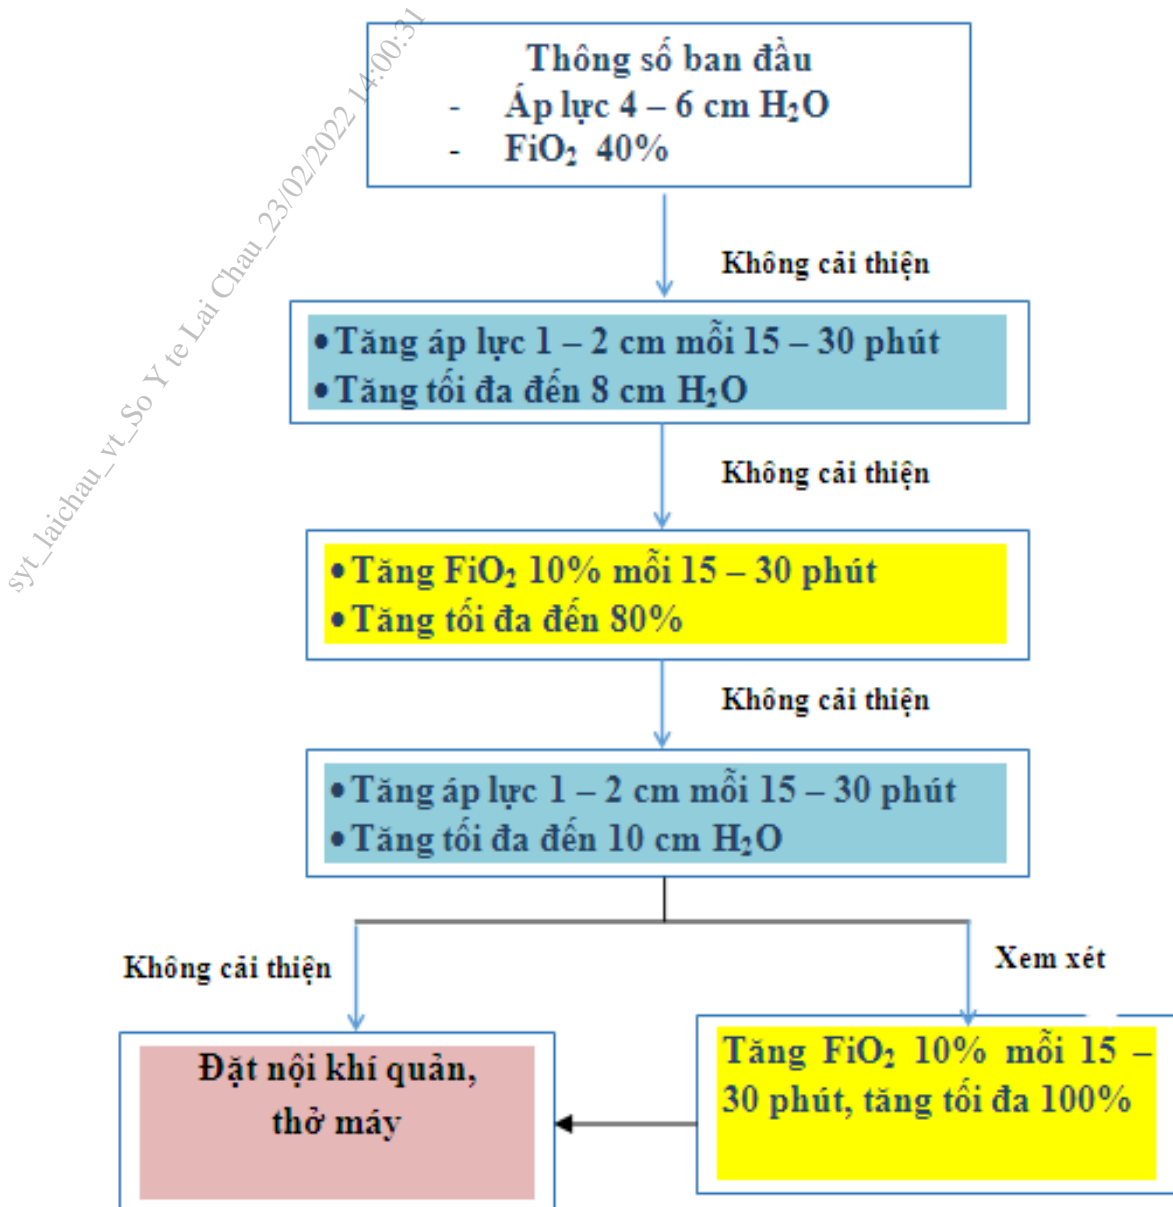 syt_laichau_vt_So Y te Lai Chau_23/02/2022 14:00:31
Thông số ban đầu
- Áp lực 4 – 6 cm H₂O
- FiO₂ 40%
Không cải thiện
• Tăng áp lực 1 – 2 cm mỗi 15 – 30 phút
• Tăng tối đa đến 8 cm H₂O
Không cải thiện
• Tăng FiO₂ 10% mỗi 15 – 30 phút
• Tăng tối đa đến 80%
Không cải thiện
• Tăng áp lực 1 – 2 cm mỗi 15 – 30 phút
• Tăng tối đa đến 10 cm H₂O
Không cải thiện
Xem xét
Đặt nội khí quản,
thở máy
Tăng FiO₂ 10% mỗi 15 –
30 phút, tăng tối đa 100%